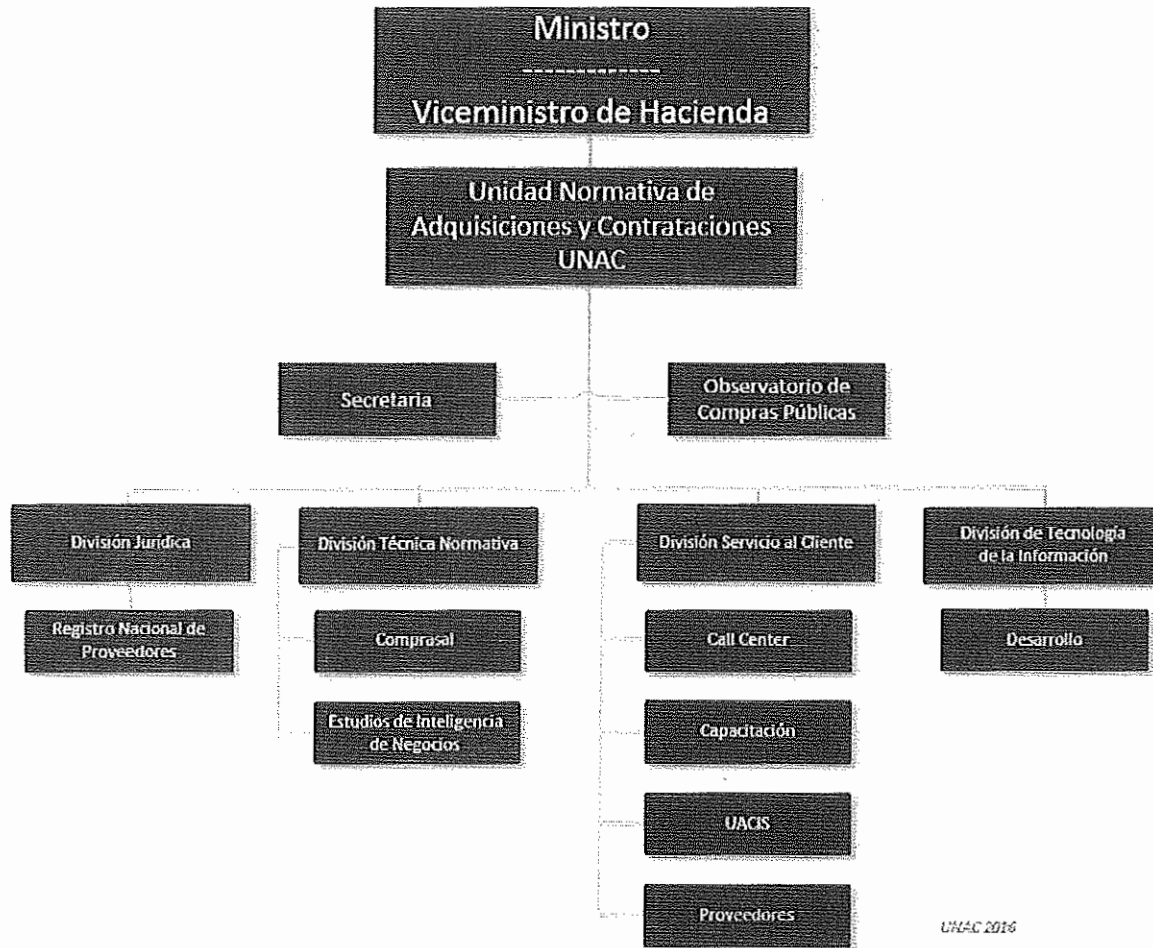 Ministro
-------------
Viceministro de Hacienda
Unidad Normativa de
Adquisiciones y Contrataciones
UNAC
Secretaria
Observatorio de
Compras Públicas
División Jurídica
División Técnica Normativa
División Servicio al Cliente
División de Tecnología
de la Información
Registro Nacional de
Proveedores
Comprasal
Call Center
Desarrollo
Estudios de Inteligencia
de Negocios
Capacitación
UACIS
Proveedores
UNAC 2016